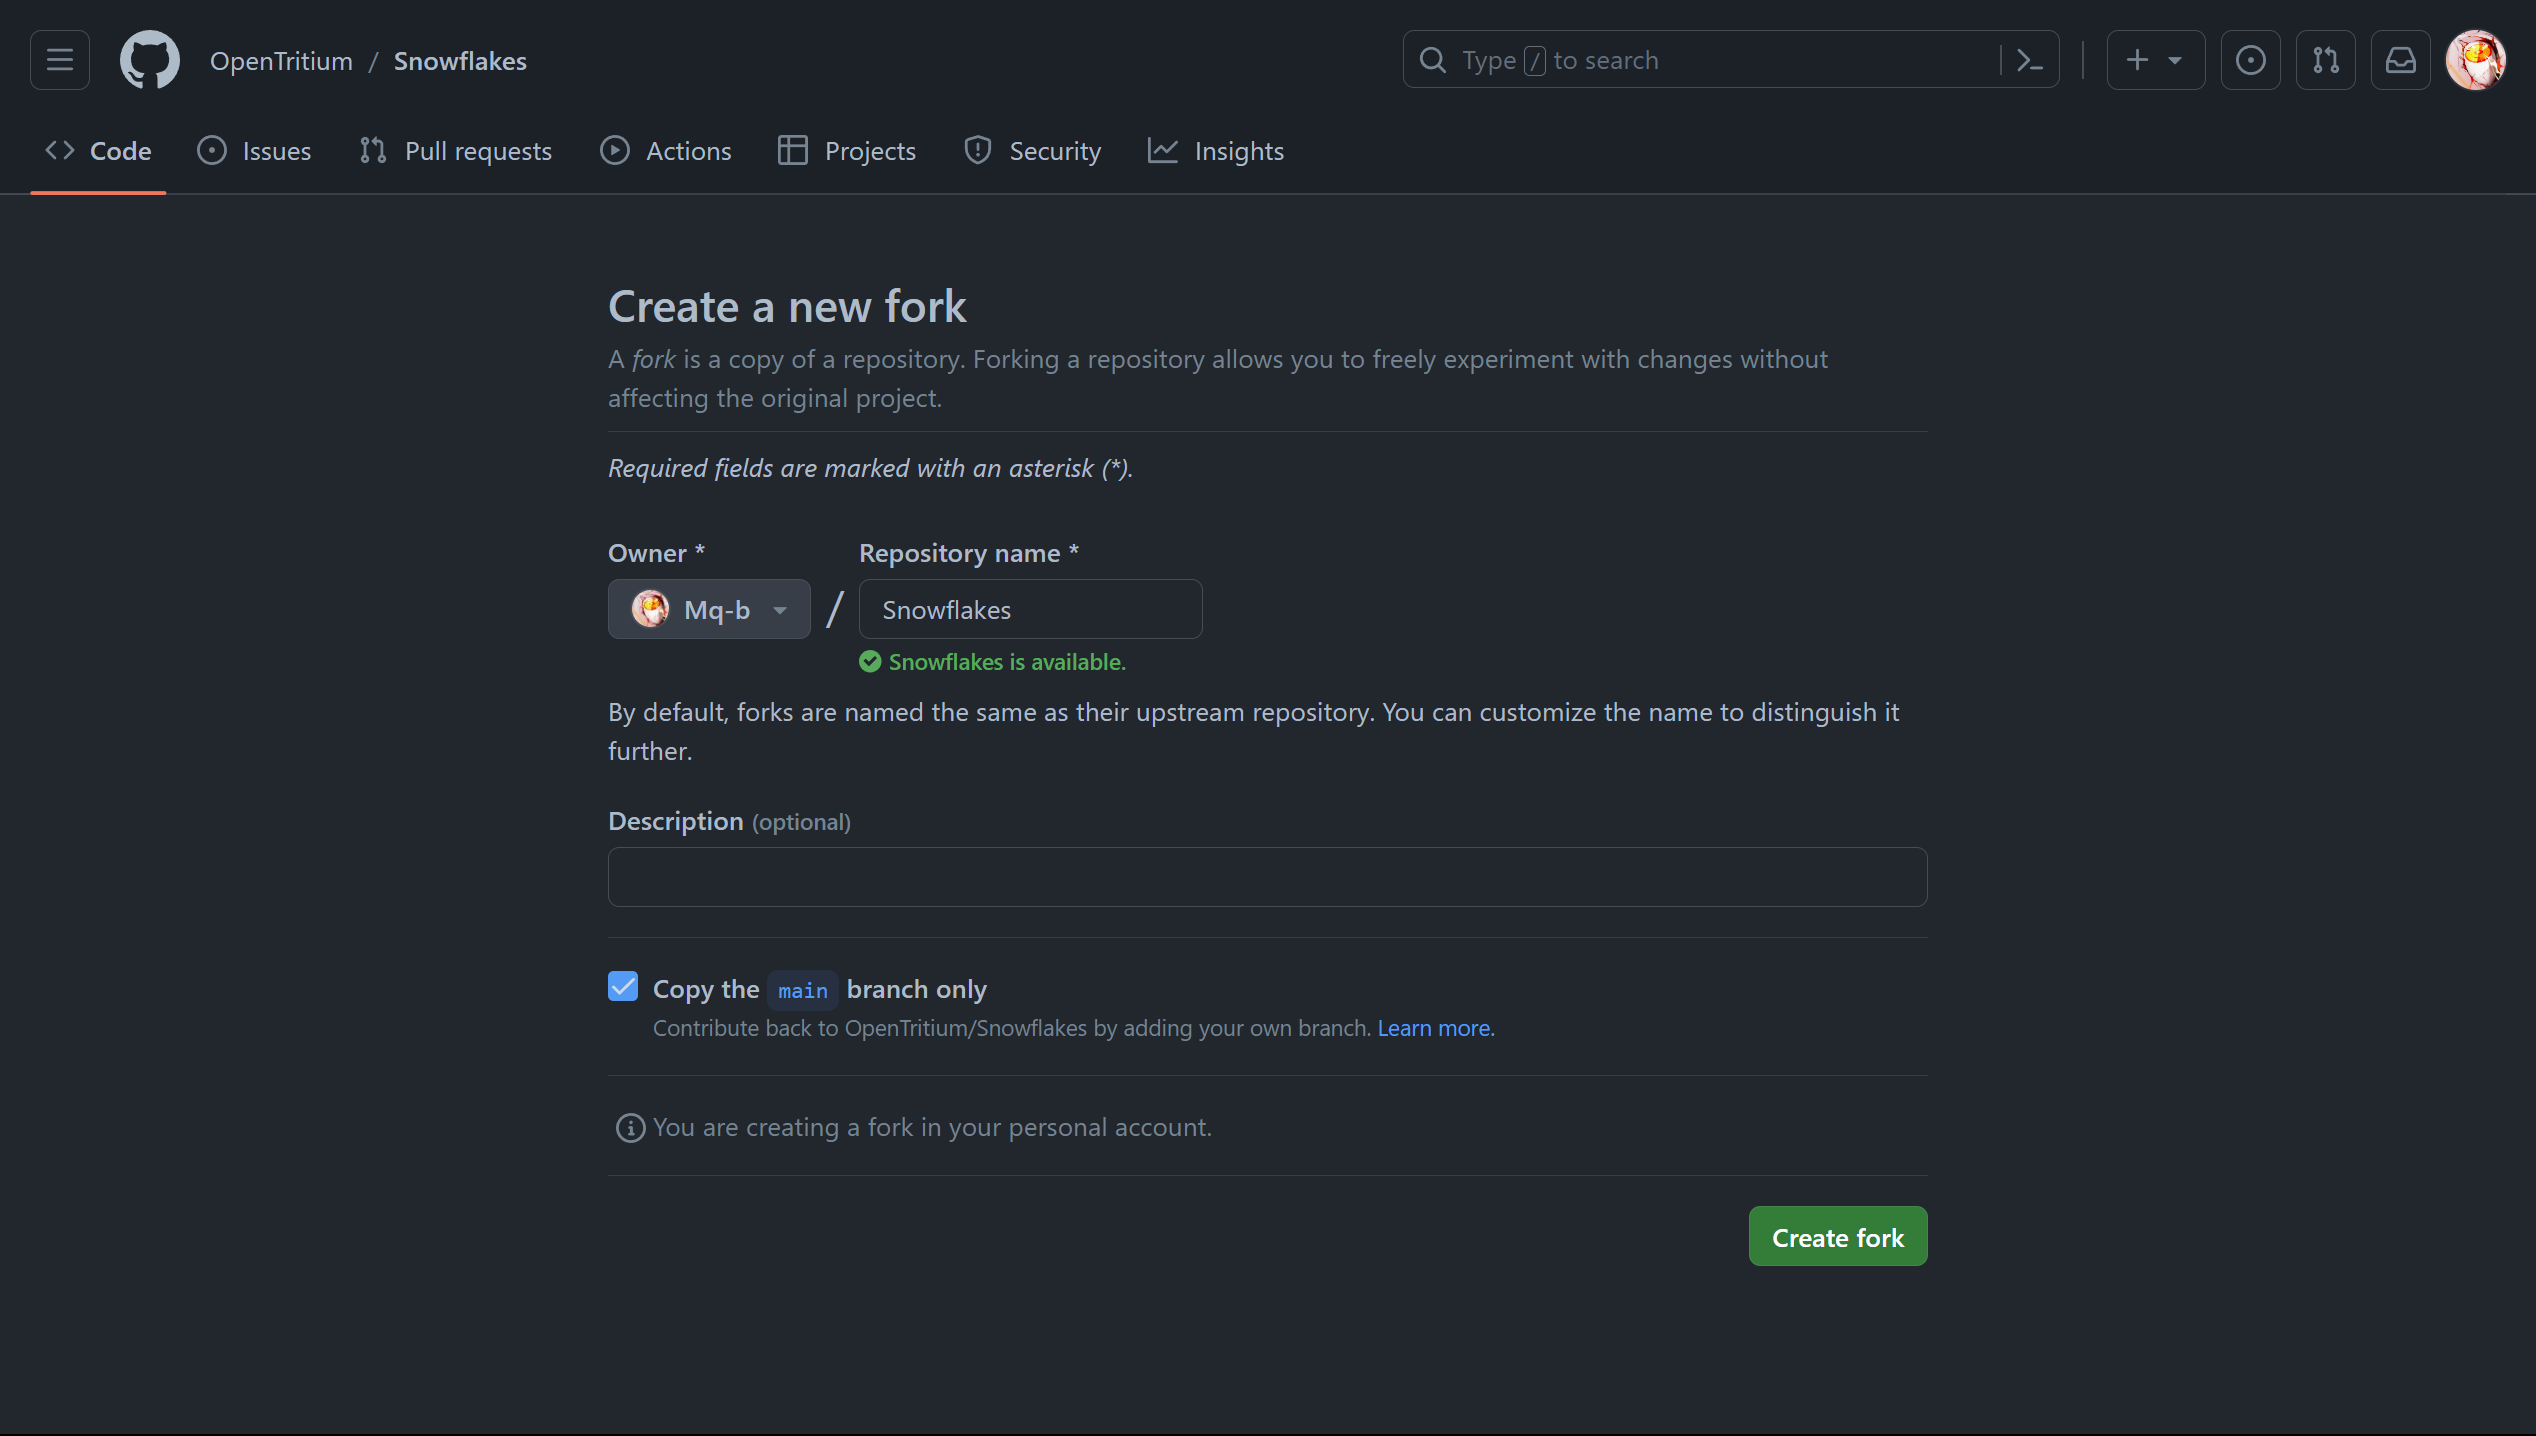 OpenTritium / Snowflakes
Type / to search
Code
Issues
Pull requests
Actions
Projects
Security
Insights
Create a new fork
A fork is a copy of a repository. Forking a repository allows you to freely experiment with changes without
affecting the original project.
Required fields are marked with an asterisk (*).
Owner *
Repository name *
Mq-b / Snowflakes
Snowflakes is available.
By default, forks are named the same as their upstream repository. You can customize the name to distinguish it
further.
Description (optional)
Copy the main branch only
Contribute back to OpenTritium/Snowflakes by adding your own branch. Learn more.
You are creating a fork in your personal account.
Create fork